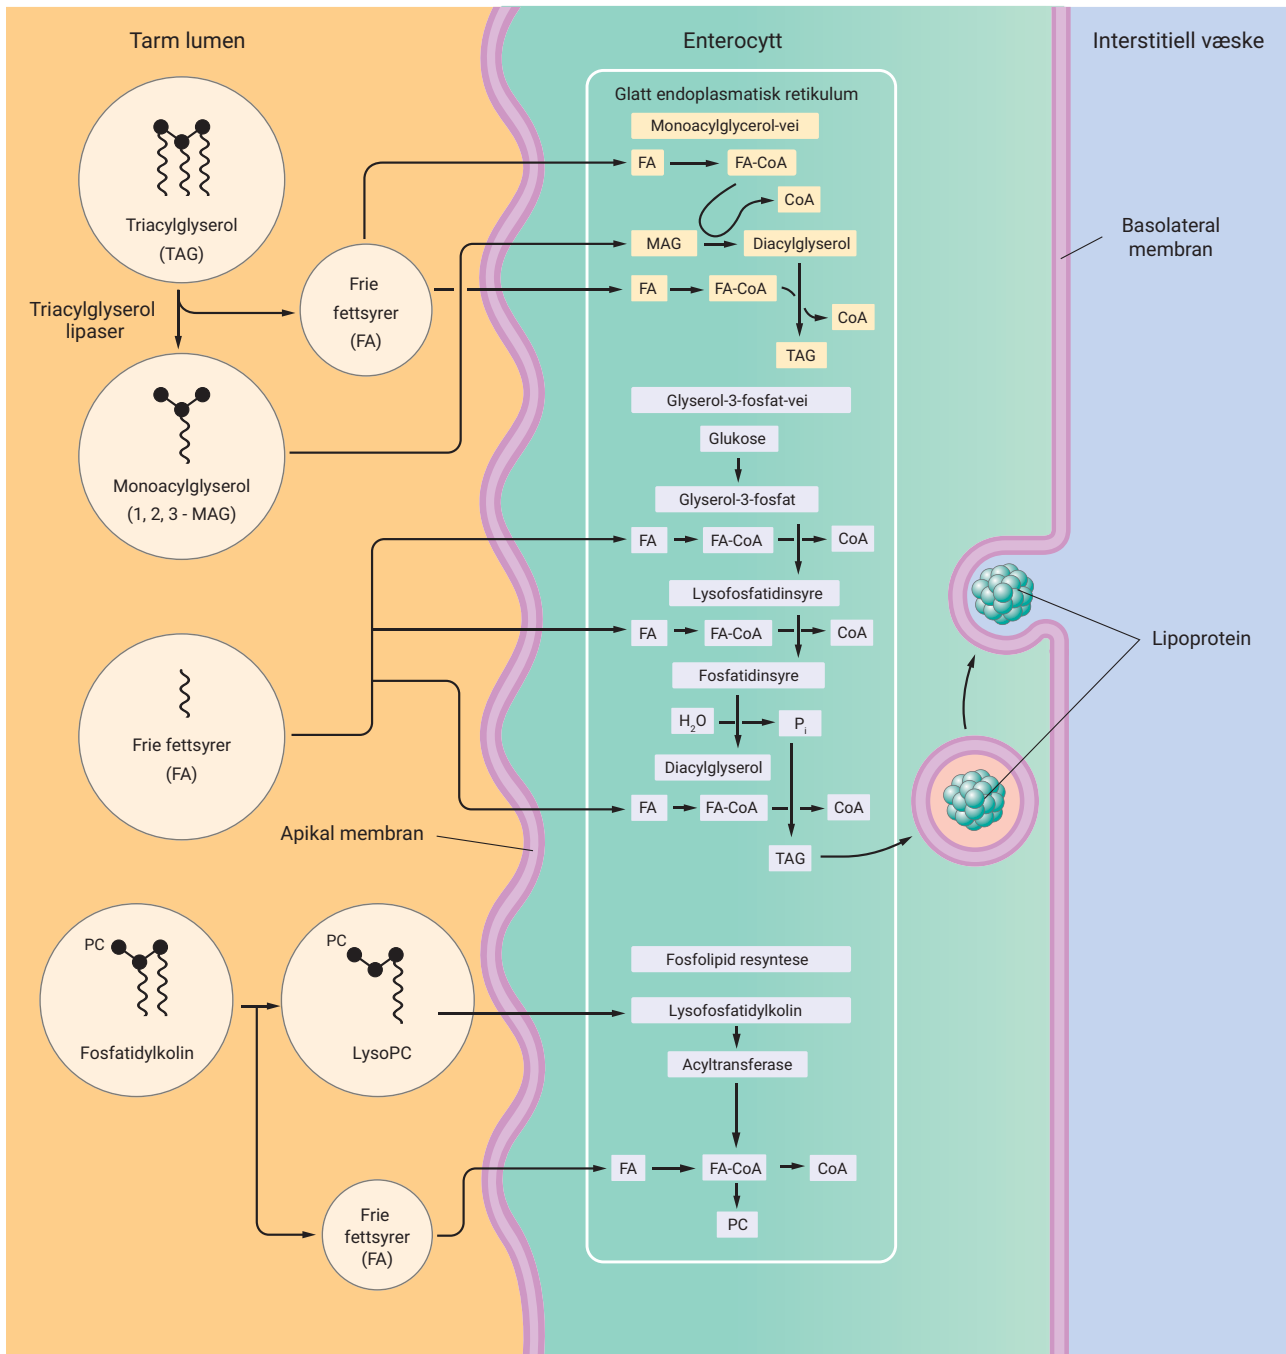 Tarm lumen
Enterocytt
Interstitiell væske
Glatt endoplasmatisk retikulum
Monoacylglycerol-vei
FA
FA-CoA
CoA
MAG
Diacylglyserol
FA
FA-CoA
CoA
TAG
Triacylglyserol
(TAG)
Triacylglyserol
lipaser
Frie
fettsyrer
(FA)
Monoacylglyserol
(1, 2, 3 - MAG)
Basolateral
membran
Glyserol-3-fosfat-vei
Glukose
Glyserol-3-fosfat
FA
FA-CoA
CoA
Lysofosfatidinsyre
FA
FA-CoA
CoA
Fosfatidinsyre
H2O
Pi
Diacylglyserol
FA
FA-CoA
CoA
TAG
Frie fettsyrer
(FA)
Apikal membran
Lipoprotein
PC
Fosfatidylkolin
PC
LysoPC
Fosfolipid resyntese
Lysofosfatidylkolin
Acyltransferase
FA
FA-CoA
CoA
PC
Frie
fettsyrer
(FA)